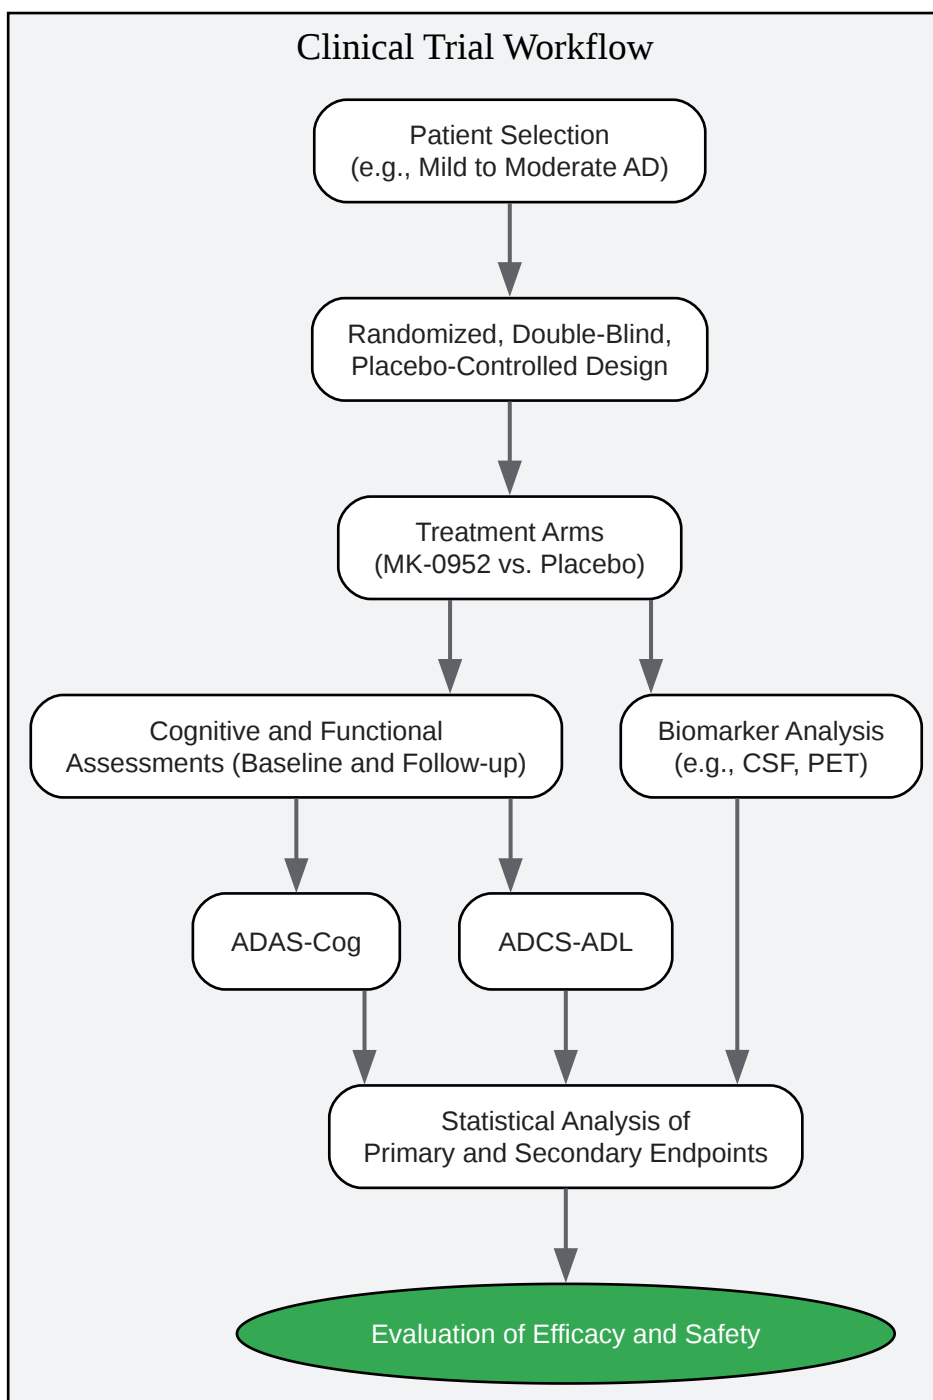 Clinical Trial Workflow
Patient Selection
(e.g., Mild to Moderate AD)
Randomized, Double-Blind,
Placebo-Controlled Design
Treatment Arms
(MK-0952 vs. Placebo)
Cognitive and Functional
Assessments (Baseline and Follow-up)
Biomarker Analysis
(e.g., CSF, PET)
ADAS-Cog
ADCS-ADL
Statistical Analysis of
Primary and Secondary Endpoints
Evaluation of Efficacy and Safety